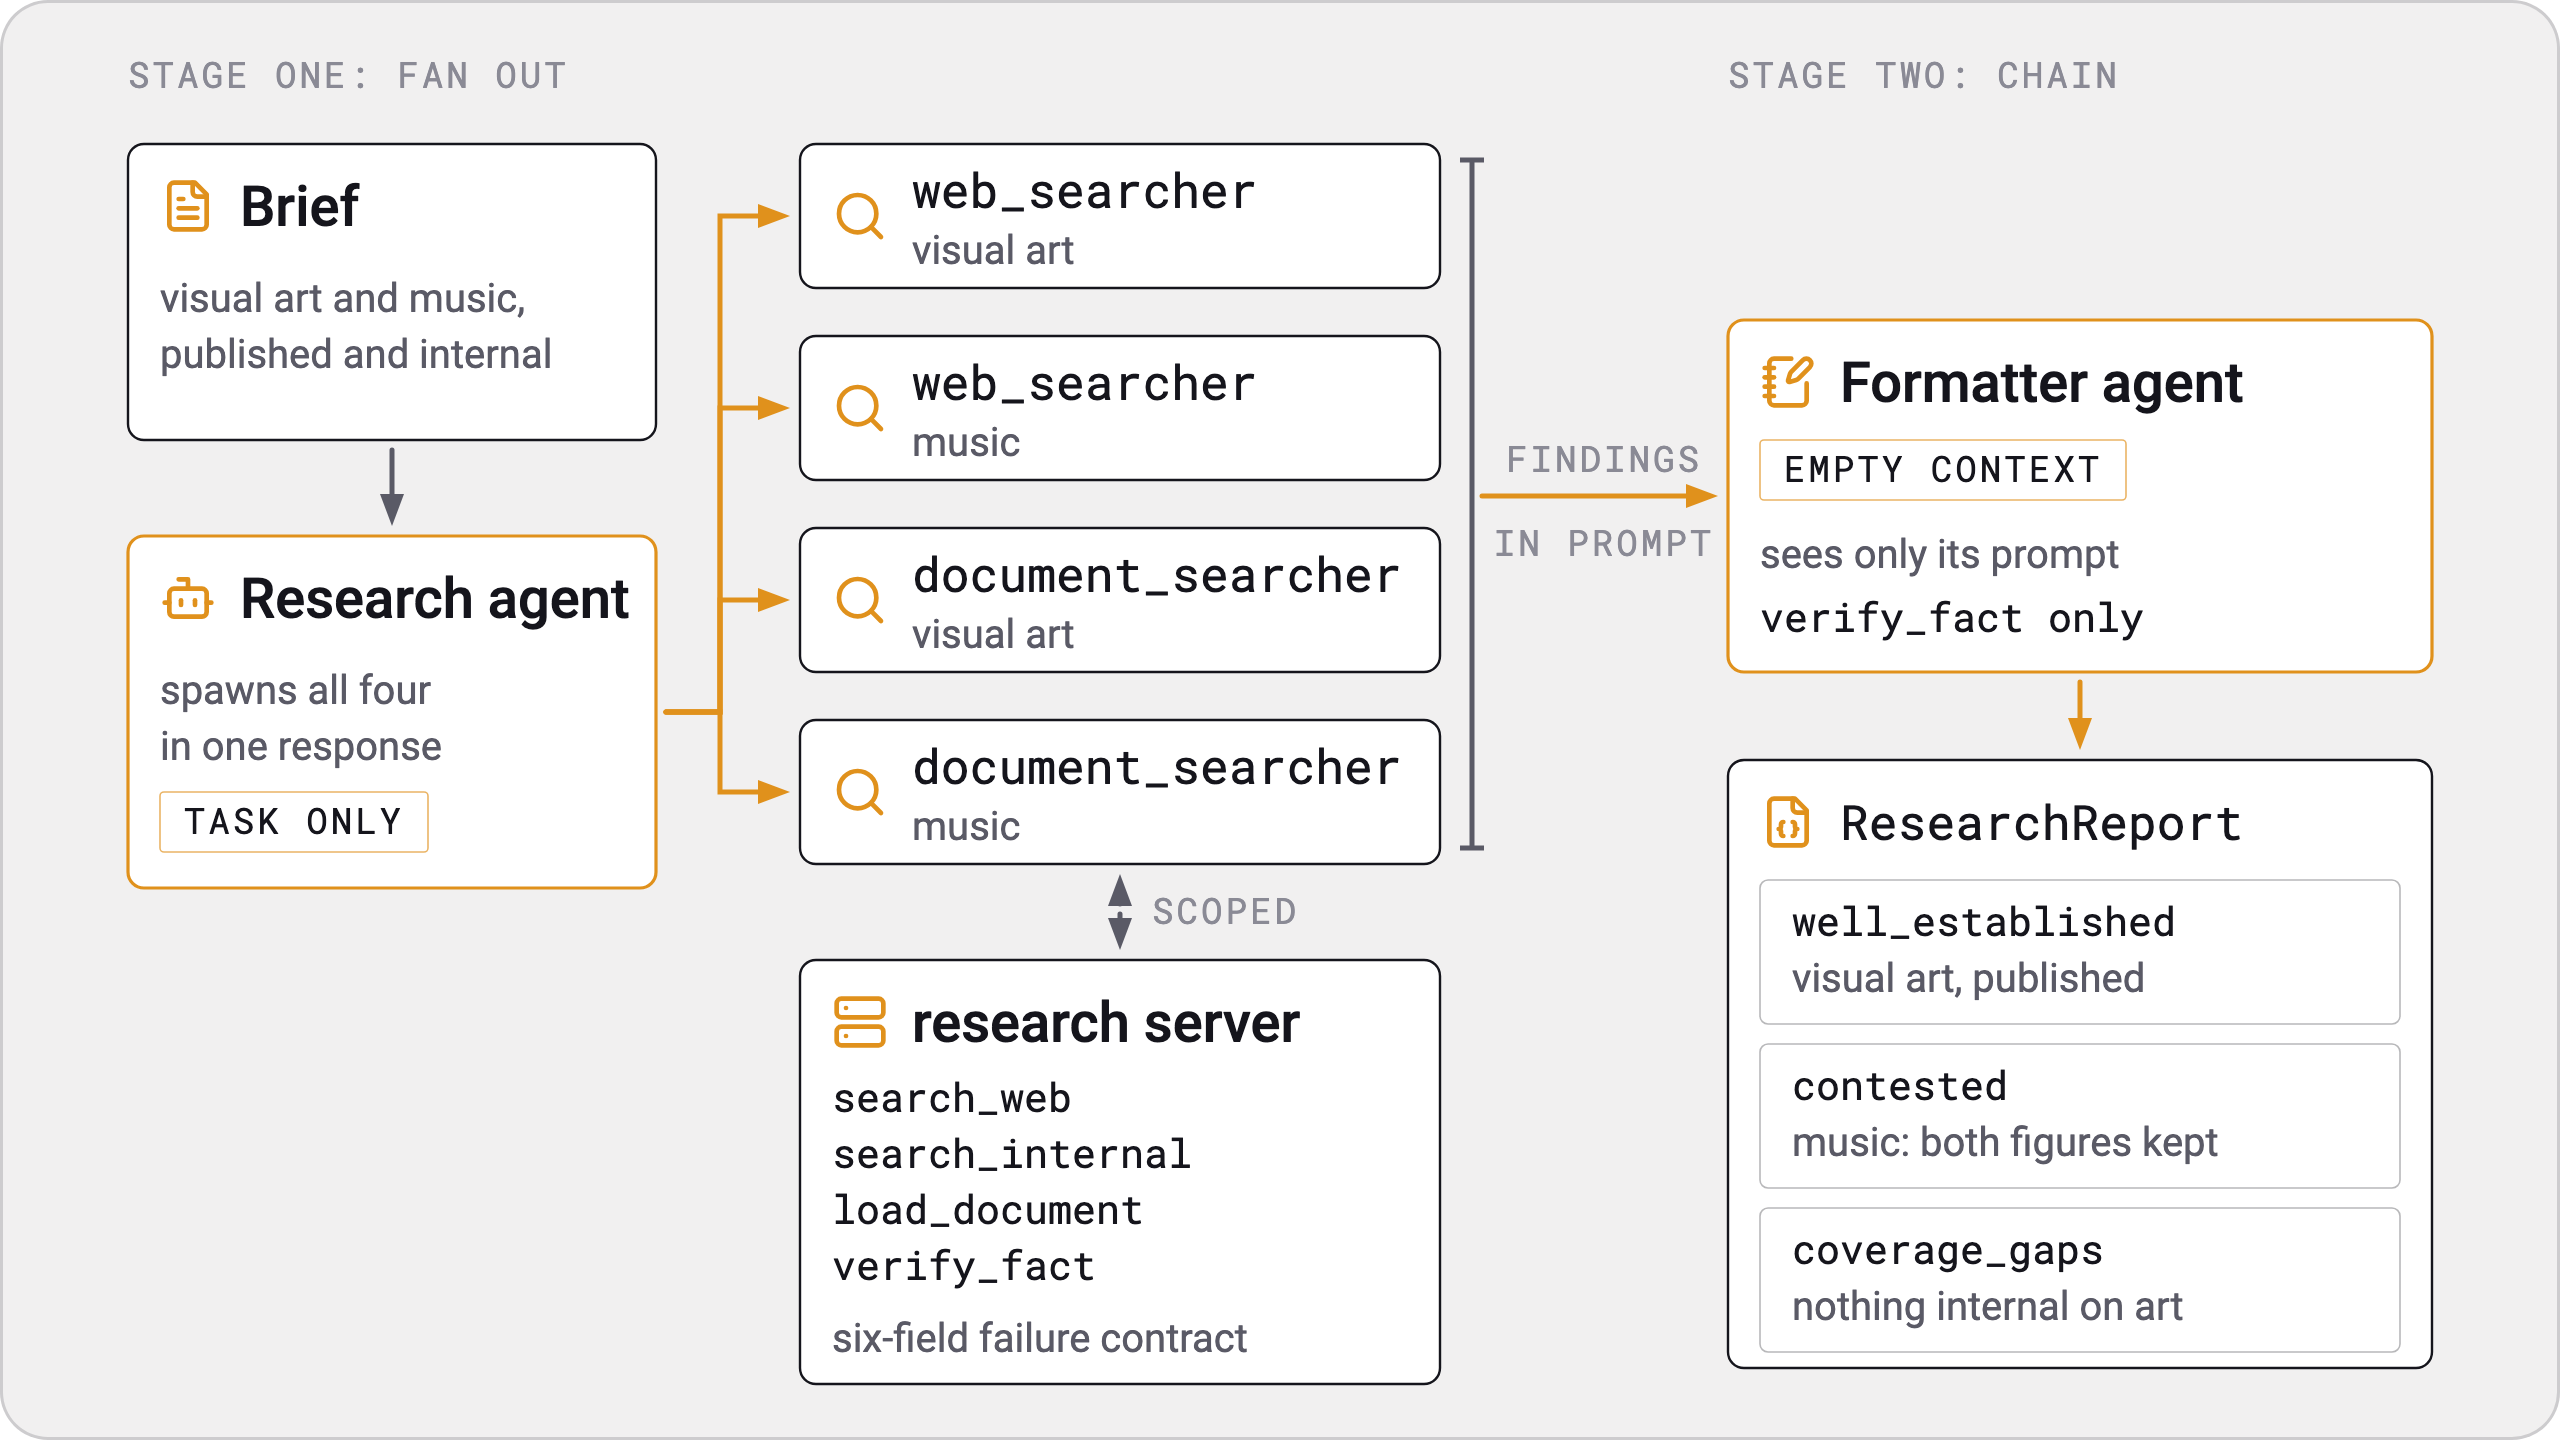 STAGE ONE: FAN OUT
Brief
visual art and music,
published and internal
Research agent
spawns all four
in one response
TASK ONLY
web_searcher
visual art
web_searcher
music
document_searcher
visual art
document_searcher
music
SCOPED
research server
search_web
search_internal
load_document
verify_fact
six-field failure contract
FINDINGS
IN PROMPT
STAGE TWO: CHAIN
Formatter agent
EMPTY CONTEXT
sees only its prompt
verify_fact only
ResearchReport
well_established
visual art, published
contested
music: both figures kept
coverage_gaps
nothing internal on art